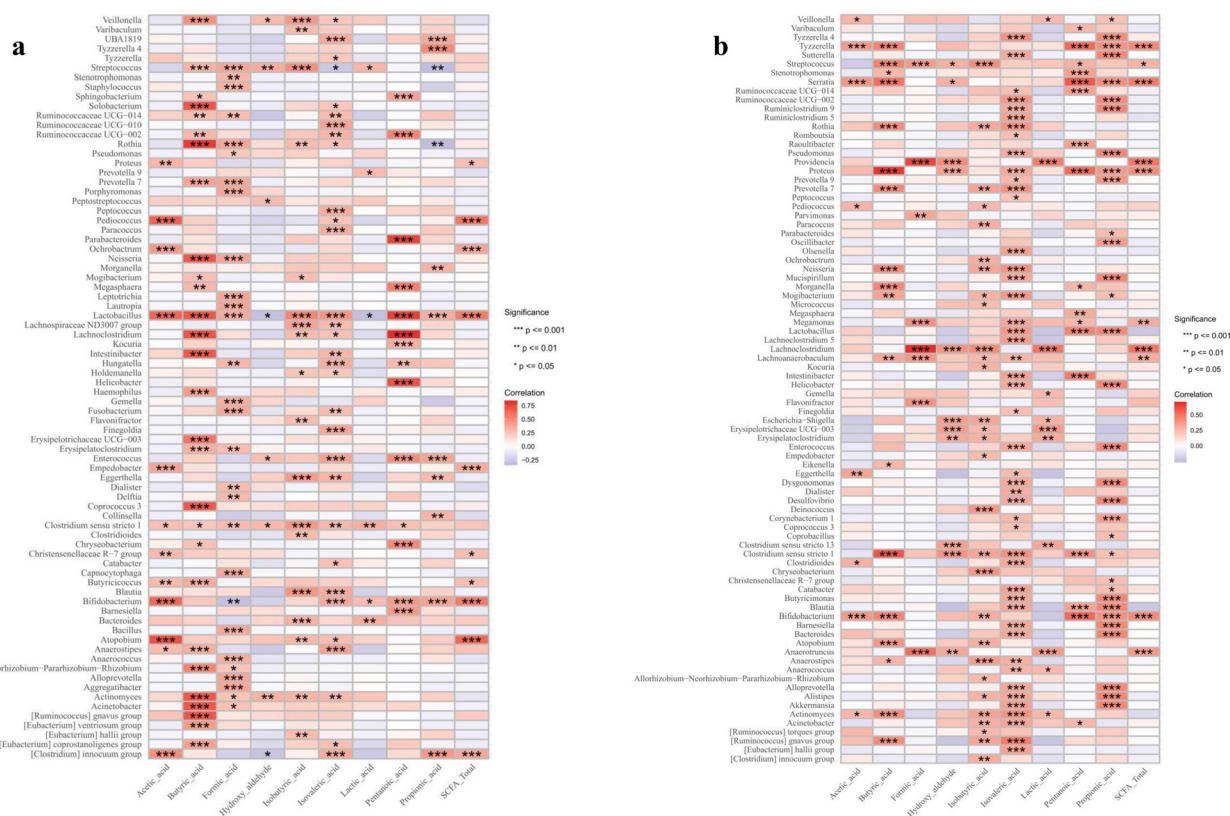 a
Veillonella * *** * *** *
Varibaculum **
UBA1819 *** ***
Tyzzerella 4 ***
Tyzzerella *
Streptococcus *** *** ** *** * * **
Stenotrophomonas **
Staphylococcus ***
Sphingobacterium * ***
Solobacterium *** *
Ruminococcaceae UCG-014 ** ** **
Ruminococcaceae UCG-010 ***
Ruminococcaceae UCG-002 ** ** ***
Rothia *** *** ** * **
Pseudomonas *
Proteus ** *
Prevotella 9 *
Prevotella 7 *** ***
Porphyromonas ***
Peptostreptococcus *
Peptococcus ***
Pediococcus *** * ***
Paracoccus ***
Parabacteroides ***
Ochrobactrum *** ***
Neisseria *** ***
Morganella **
Mogibacterium * *
Megasphaera ** ***
Leptotrichia ***
Lautropia ***
Lactobacillus *** *** *** * *** *** * *** *** ***
Lachnospiraceae ND3007 group *** **
Lachnoclostridium *** ** * ***
Kocuria ***
Intestinibacter *** **
Hungatella ** *** **
Holdemanella * *
Helicobacter ***
Haemophilus ***
Gemella ***
Fusobacterium *** **
Flavonifractor **
Finegoldia ***
Erysipelotrichaceae UCG-003 ***
Erysipelatoclostridium *** **
Enterococcus * *** *** ***
Empedobacter *** ***
Eggerthella *** ** **
Dialister **
Delftia **
Coprococcus 3 ***
Collinsella **
Clostridium sensu stricto 1 * * ** * *** ** ** *
Clostridioides **
Chryseobacterium * ***
Christensenellaceae R-7 group ** *
Catabacter *
Capnocytophaga ***
Butyricicoccus ** *** *
Blautia *** ***
Bifidobacterium *** ** *** * *** *** ***
Barnesiella ***
Bacteroides *** **
Bacillus ***
Atopobium *** ** * ***
Anaerostipes * *** ***
Anaerococcus ***
orhizobium-Pararhizobium-Rhizobium *** *
Alloprevotella ***
Aggregatibacter ***
Actinomyces *** * ** ** **
Acinetobacter *** *
[Ruminococcus] gnavus group ***
[Eubacterium] ventriosum group ***
[Eubacterium] hallii group **
[Eubacterium] coprostanoligenes group *** *
[Clostridium] innocuum group *** * *** *** ***
Acetic_acid Butyric_acid Formic_acid Hydroxy_aldehyde Isobutyric_acid Isovaleric_acid Lactic_acid Pentanoic_acid Propionic_acid SCFA_Total
Significance
*** p <= 0.001
** p <= 0.01
* p <= 0.05
Correlation
0.75
0.50
0.25
0.00
−0.25
b
Veillonella * * *
Varibaculum *
Tyzzerella 4 *** ***
Tyzzerella *** *** *** *** ***
Sutterella *** ***
Streptococcus *** *** * *** * *
Stenotrophomonas * ***
Serratia *** *** * *** *** ***
Ruminococcaceae UCG-014 * ***
Ruminococcaceae UCG-002 *** ***
Ruminiclostridium 9 *** ***
Ruminiclostridium 5 ***
Rothia *** ** ***
Romboutsia *
Raoultibacter ***
Pseudomonas *** ***
Providencia *** *** *** ***
Proteus *** *** *** *** *** ***
Prevotella 9 * ***
Prevotella 7 *** ** ***
Peptococcus *
Pediococcus * *
Parvimonas **
Paracoccus **
Parabacteroides *
Oscillibacter ***
Olsenella ***
Ochrobactrum **
Neisseria *** ** ***
Mucispirillum *** ***
Morganella *** *
Mogibacterium ** * *** *
Micrococcus *
Megasphaera **
Megamonas *** *** * **
Lactobacillus *** *** ***
Lachnoclostridium 5 ***
Lachnoclostridium *** *** *** *** ***
Lachnoanaerobaculum ** *** * ** **
Kocuria *
Intestinibacter *** ***
Helicobacter *** ***
Gemella *
Flavonifractor ***
Finegoldia *
Escherichia-Shigella *** ** *
Erysipelotrichaceae UCG-003 *** * ***
Erysipelatoclostridium ** * **
Enterococcus *** ***
Empedobacter *
Eikenella *
Eggerthella ** *
Dysgonomonas *** ***
Dialister **
Desulfovibrio *** ***
Deinococcus ***
Corynebacterium 1 * ***
Coprococcus 3 *
Coprobacillus *
Clostridium sensu stricto 13 *** **
Clostridium sensu stricto 1 *** *** ** *** *** *
Clostridioides * ***
Chryseobacterium ***
Christensenellaceae R-7 group *
Catabacter *** *
Butyricimonas *** ***
Blautia *** *** ***
Bifidobacterium *** *** ** *** *** ***
Barnesiella *** ***
Bacteroides *** ***
Atopobium *** **
Anaerotruncus *** ** *** ***
Anaerostipes * *** **
Anaerococcus ** *
Allorhizobium-Neorhizobium-Pararhizobium-Rhizobium *
Alloprevotella *** ***
Alistipes * *** ***
Akkermansia *** ***
Actinomyces * *** ** *** *
Acinetobacter ** *** *
[Ruminococcus] torques group *
[Ruminococcus] gnavus group *** ** ***
[Eubacterium] hallii group ***
[Clostridium] innocuum group **
Acetic_acid Butyric_acid Formic_acid Hydroxy_aldehyde Isobutyric_acid Isovaleric_acid Lactic_acid Pentanoic_acid Propionic_acid SCFA_Total
Significance
*** p <= 0.001
** p <= 0.01
* p <= 0.05
Correlation
0.50
0.25
0.00